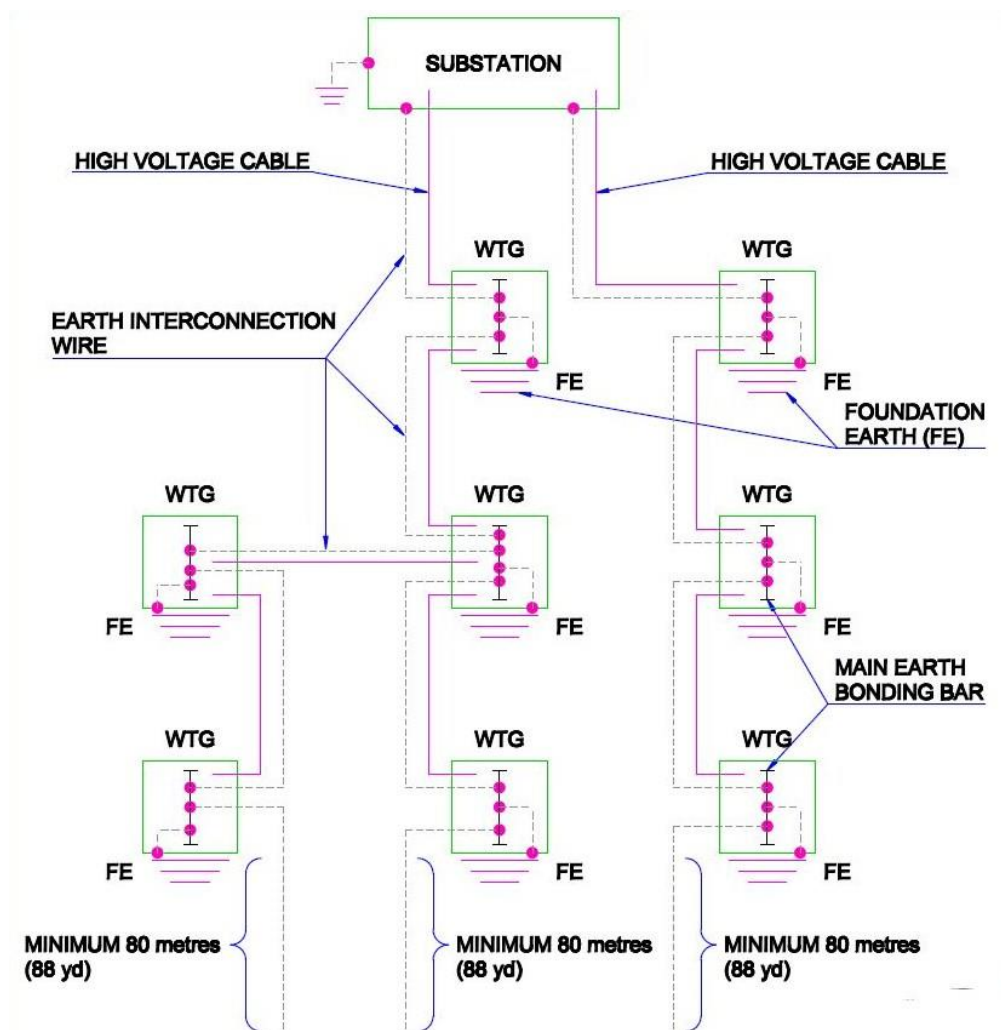 SUBSTATION
HIGH VOLTAGE CABLE
HIGH VOLTAGE CABLE
WTG
WTG
EARTH INTERCONNECTION
WIRE
FE
FE
FOUNDATION
EARTH (FE)
WTG
WTG
WTG
FE
FE
FE
MAIN EARTH
BONDING BAR
WTG
WTG
WTG
FE
FE
FE
MINIMUM 80 metres
(88 yd)
MINIMUM 80 metres
(88 yd)
MINIMUM 80 metres
(88 yd)